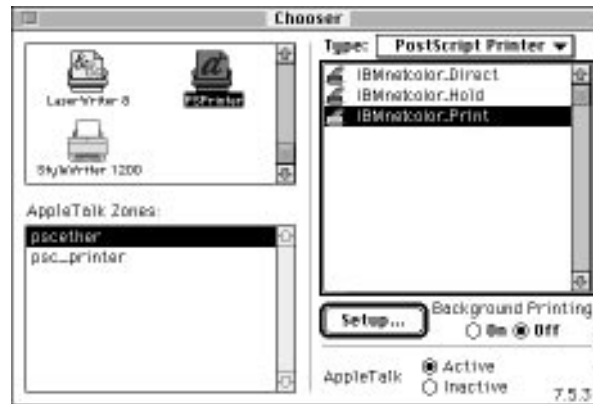 Chooser
LaserWriter 8
PSPrinter
StyleWriter 1200
AppleTalk Zones:
pscether
psc_printer
Type: PostScript Printer
IBMnetcolor.Direct
IBMnetcolor.Hold
IBMnetcolor.Print
Setup...
Background Printing
On Off
AppleTalk
Active
Inactive
7.5.3